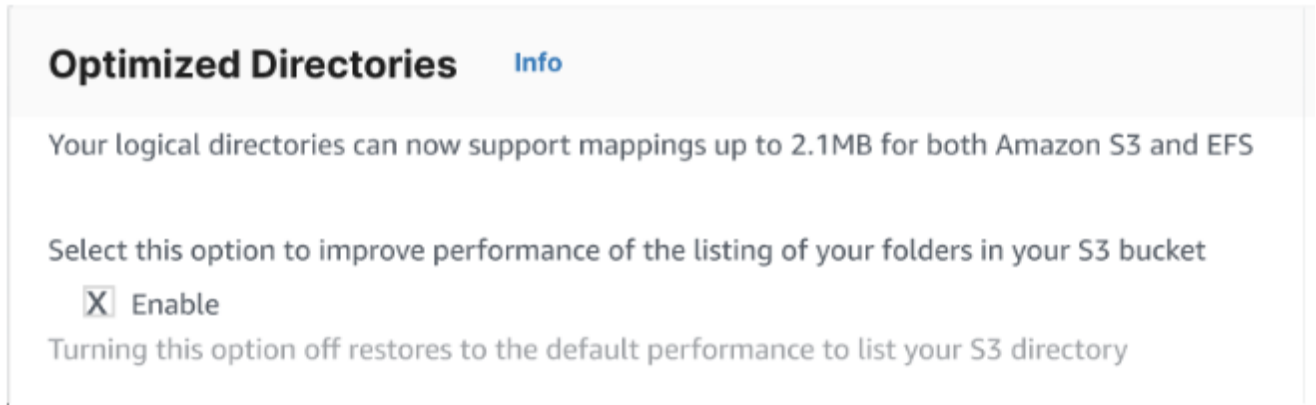 Optimized Directories Info
Your logical directories can now support mappings up to 2.1MB for both Amazon S3 and EFS
Select this option to improve performance of the listing of your folders in your S3 bucket
X Enable
Turning this option off restores to the default performance to list your S3 directory